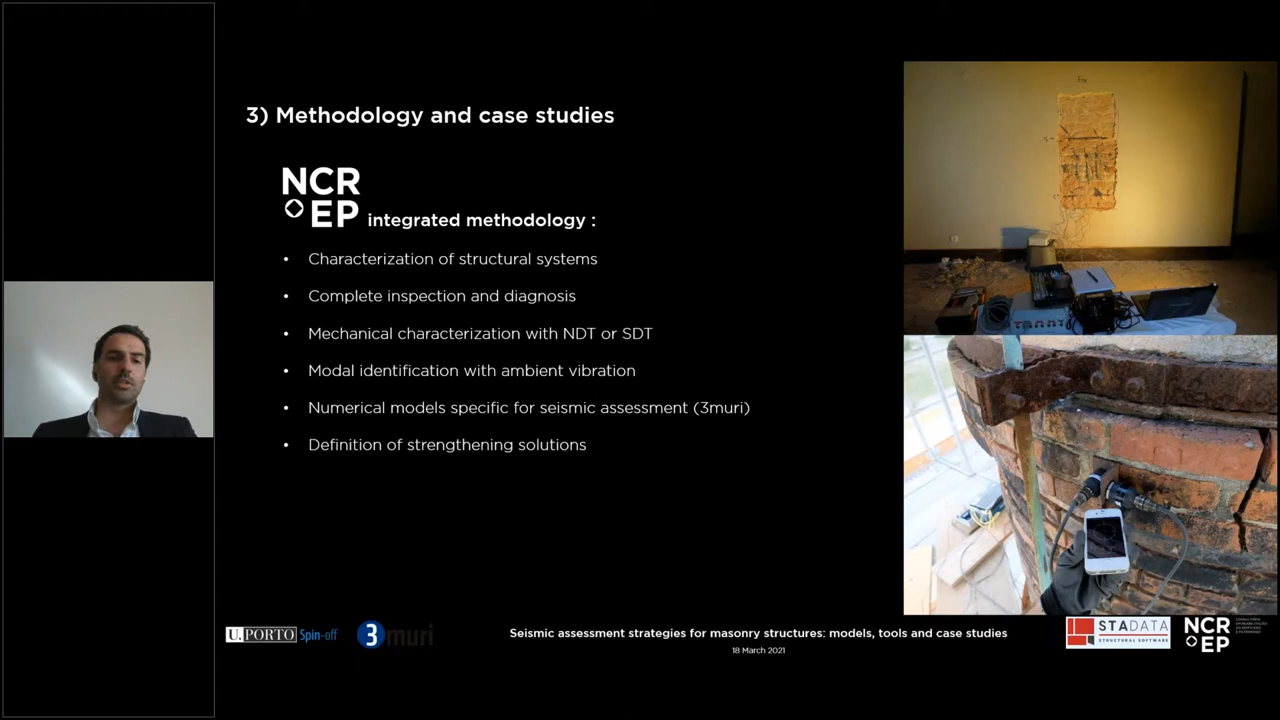 3) Methodology and case studies
NCR
EP integrated methodology :
• Characterization of structural systems
• Complete inspection and diagnosis
• Mechanical characterization with NDT or SDT
• Modal identification with ambient vibration
• Numerical models specific for seismic assessment (3muri)
• Definition of strengthening solutions
U.PORTO Spin-off
3muri
Seismic assessment strategies for masonry structures: models, tools and case studies
18 March 2021
STADATA
STRUCTURAL SOFTWARE
NCR
EP